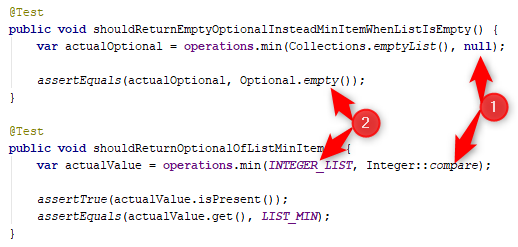 @Test
public void shouldReturnEmptyOptionalInsteadMinItemWhenListIsEmpty() {
var actualOptional = operations.min(Collections.emptyList(), null);
assertEquals(actualOptional, Optional.empty());
}
1
2
@Test
public void shouldReturnOptionalOfListMinItem {
var actualValue = operations.min(INTEGER_LIST, Integer::compare);
assertTrue(actualValue.isPresent());
assertEquals(actualValue.get(), LIST_MIN);
}